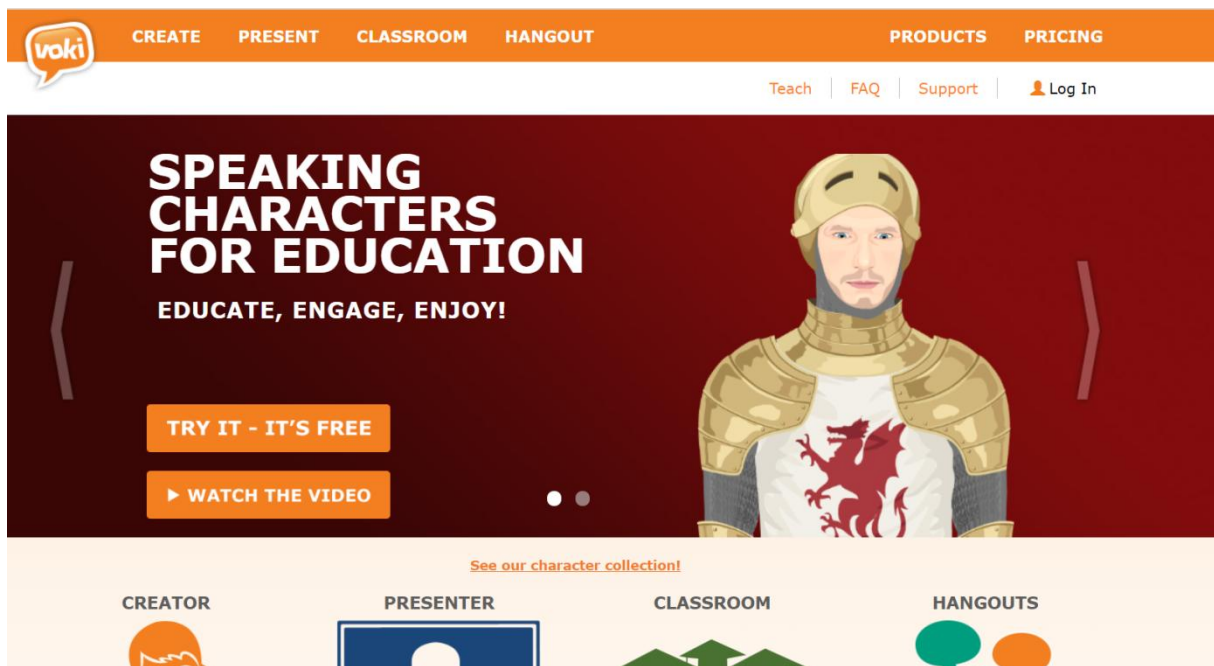 voki
CREATE PRESENT CLASSROOM HANGOUT PRODUCTS PRICING
Teach FAQ Support Log In
SPEAKING
CHARACTERS
FOR EDUCATION
EDUCATE, ENGAGE, ENJOY!
TRY IT - IT'S FREE
WATCH THE VIDEO
See our character collection!
CREATOR PRESENTER CLASSROOM HANGOUTS